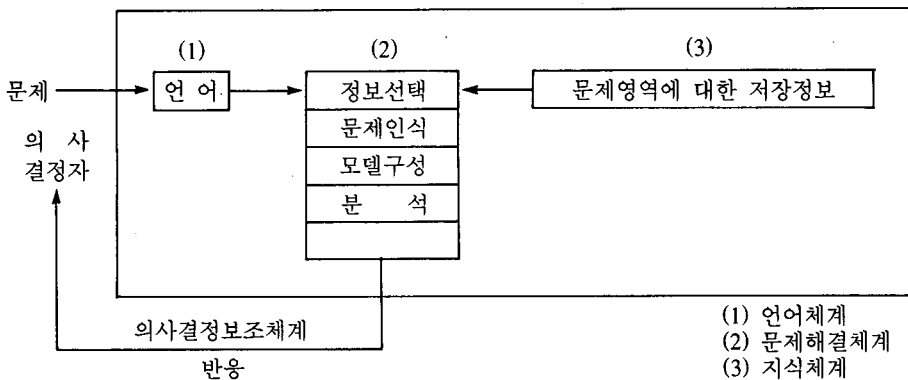 (1)
(2)
(3)
문제
언 어
정보선택
문제영역에 대한 저장정보
문제인식
의 사
결정자
모델구성
분 석
의사결정보조체계
반응
(1) 언어체계
(2) 문제해결체계
(3) 지식체계